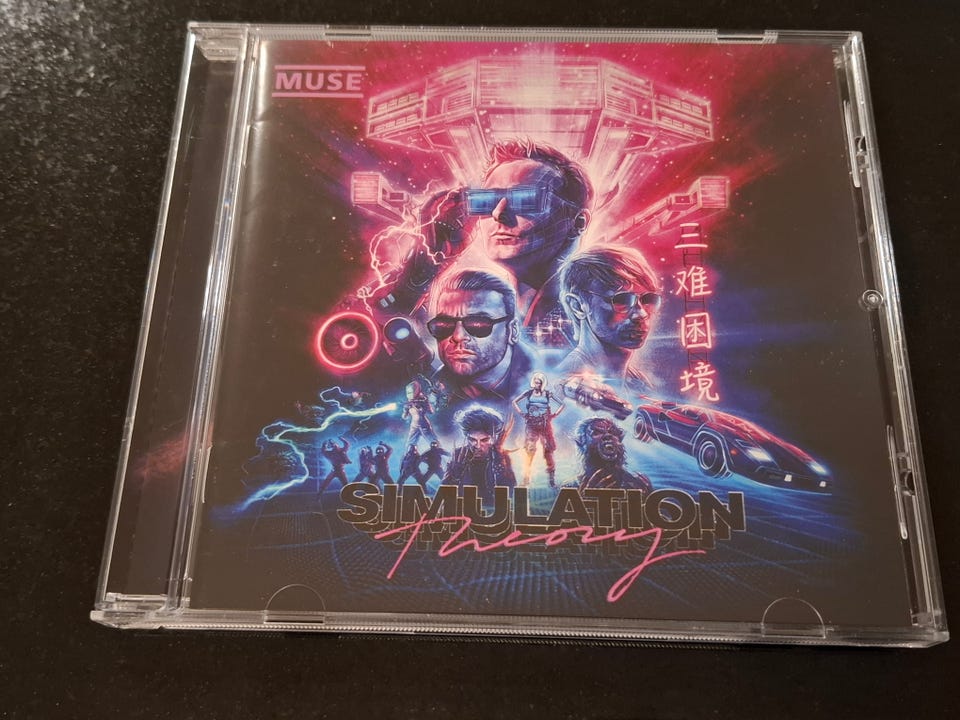 MUSE
三难困境
SIMULATION
Theory